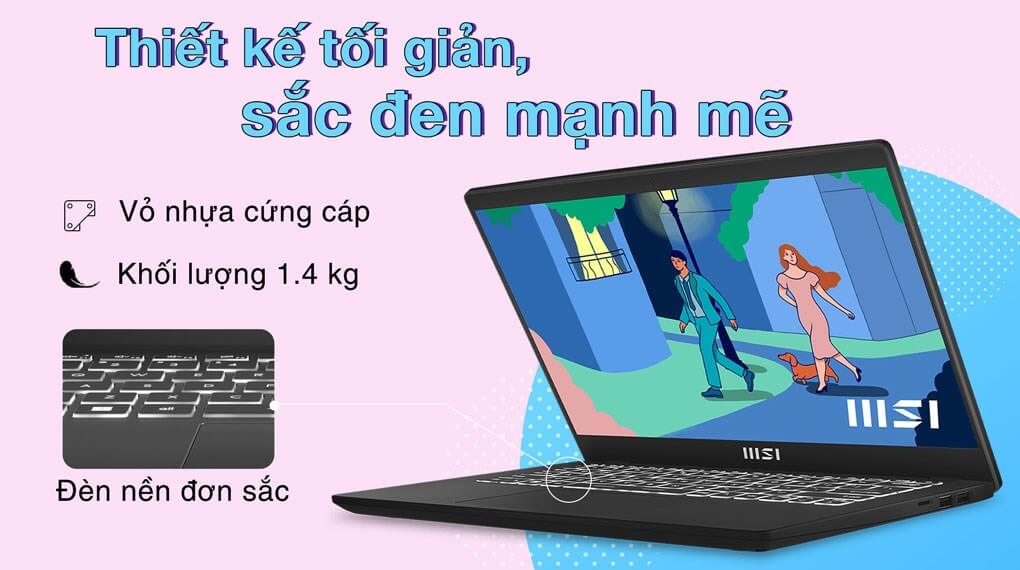 Thiết kế tối giản,
sắc đen mạnh mẽ
Vỏ nhựa cứng cáp
Khối lượng 1.4 kg
Đèn nền đơn sắc
msi
msi